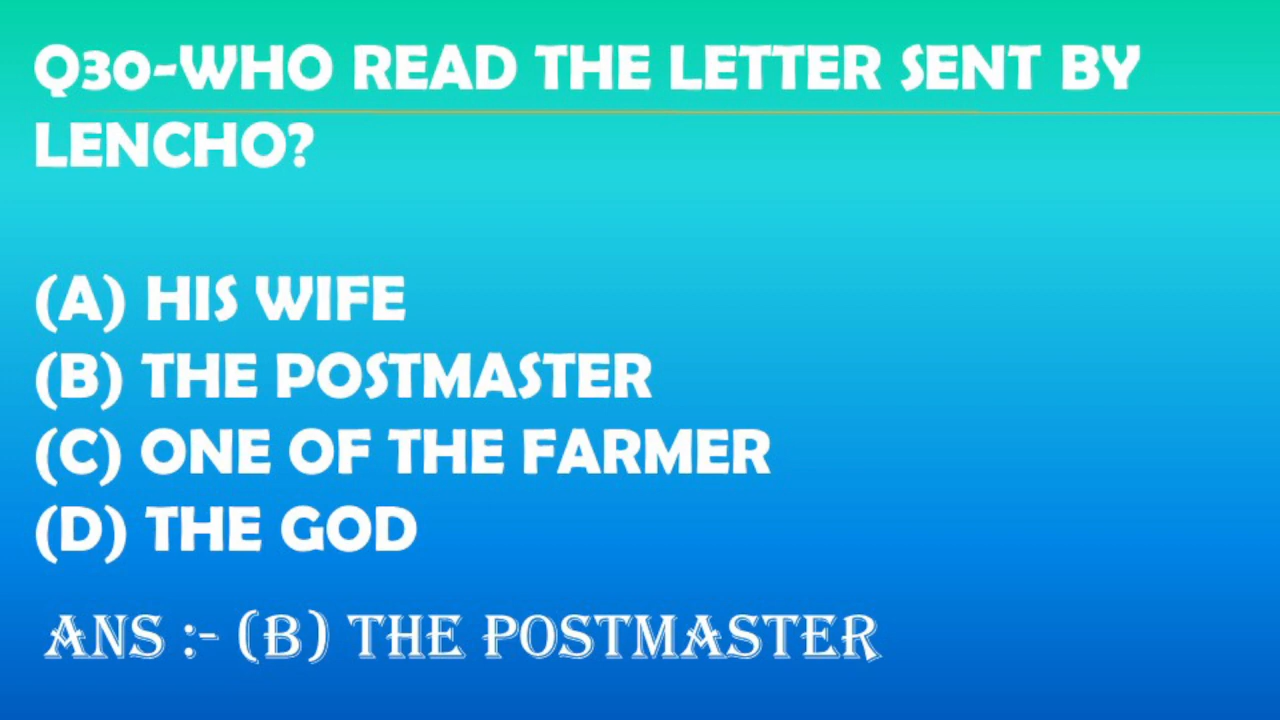 Q30-WHO READ THE LETTER SENT BY
LENCHO?
(A) HIS WIFE
(B) THE POSTMASTER
(C) ONE OF THE FARMER
(D) THE GOD
ANS :- (B) THE POSTMASTER